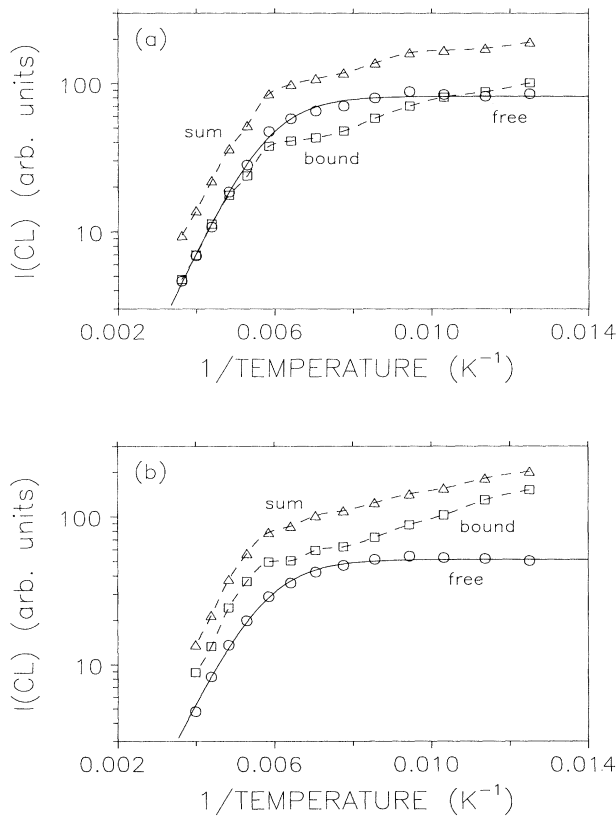 (a)
100
10
I(CL) (arb. units)
sum
free
bound
0.002 0.006 0.010 0.014
1/TEMPERATURE (K⁻¹)
(b)
100
10
I(CL) (arb. units)
sum
bound
free
0.002 0.006 0.010 0.014
1/TEMPERATURE (K⁻¹)